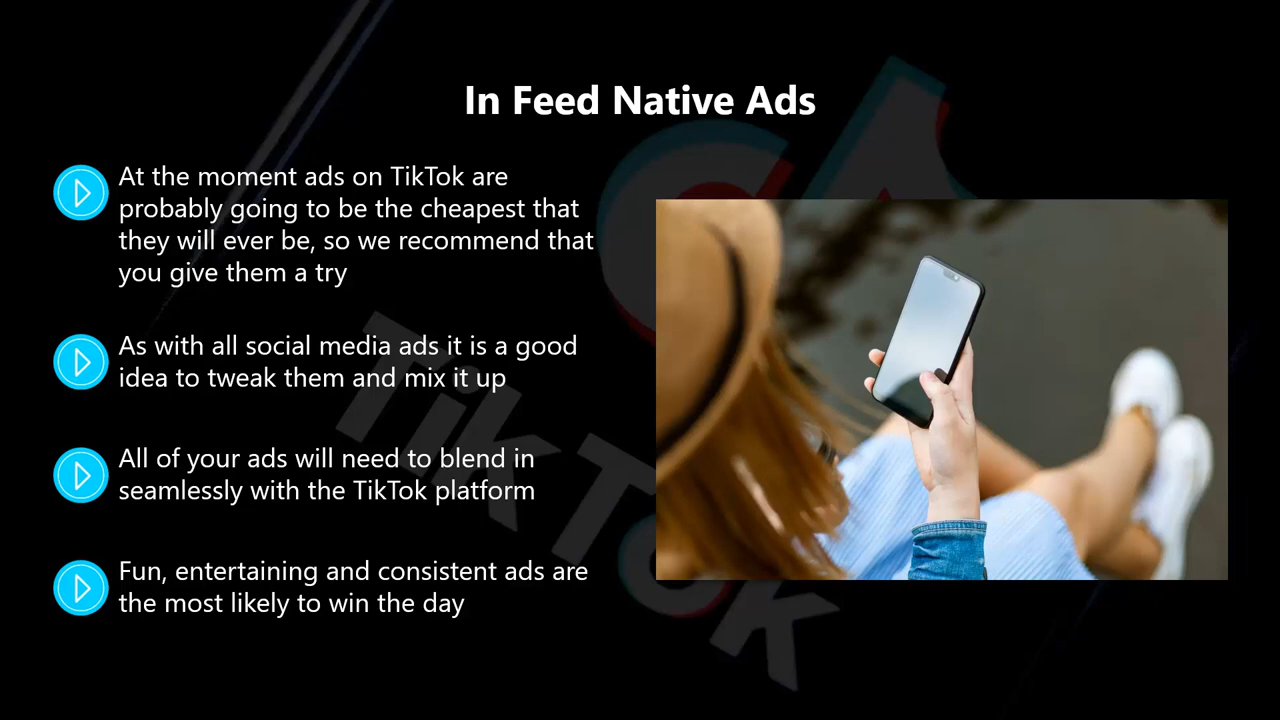 In Feed Native Ads
At the moment ads on TikTok are
probably going to be the cheapest that
they will ever be, so we recommend that
you give them a try
As with all social media ads it is a good
idea to tweak them and mix it up
All of your ads will need to blend in
seamlessly with the TikTok platform
Fun, entertaining and consistent ads are
the most likely to win the day
TikTok